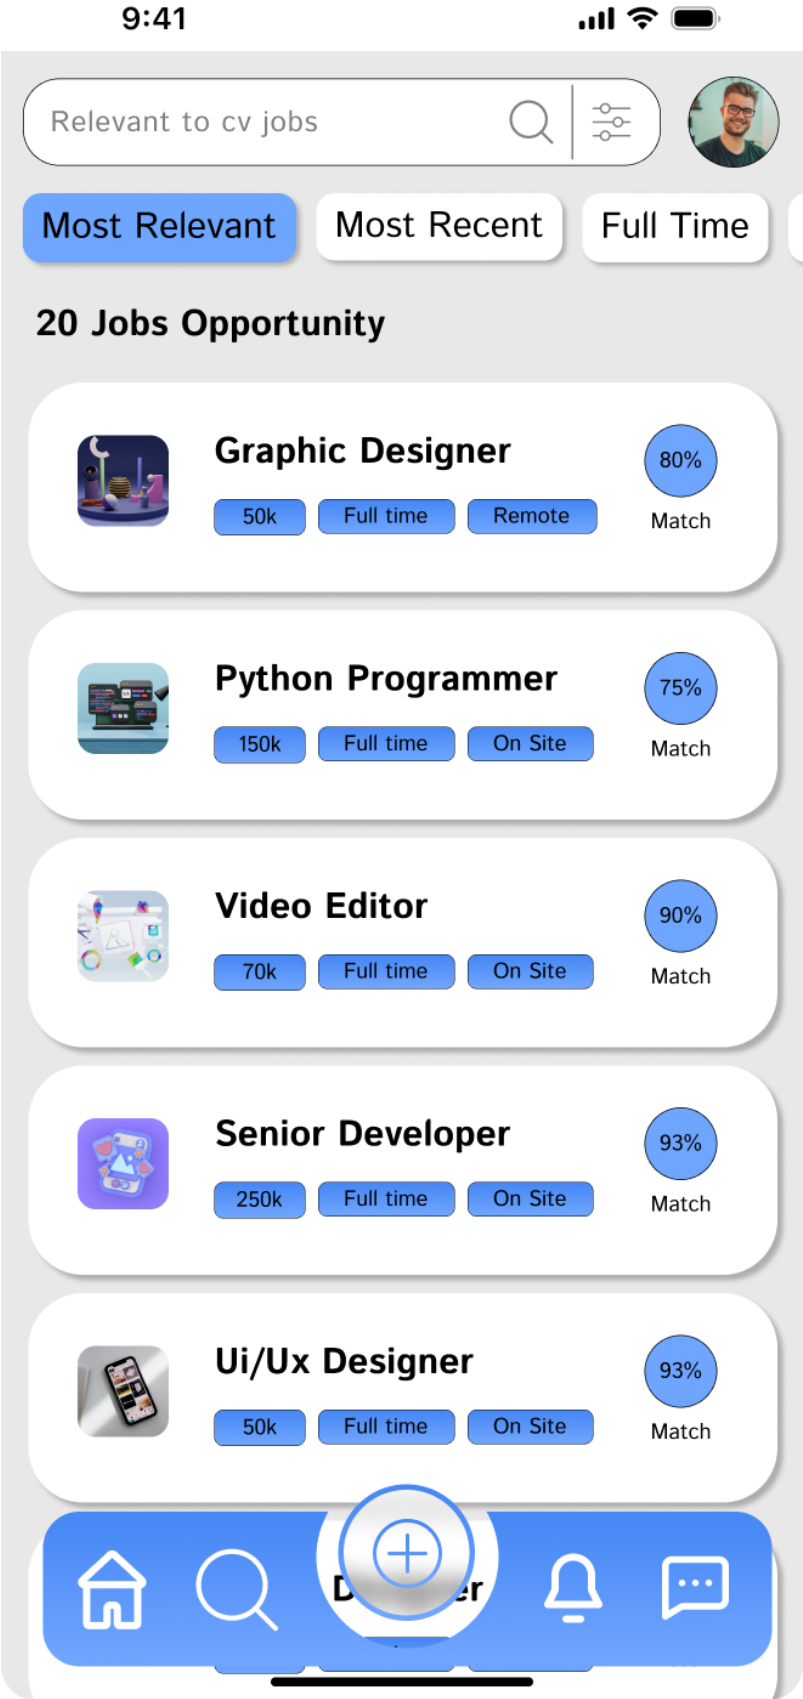 9:41
Relevant to cv jobs
Most Relevant Most Recent Full Time
20 Jobs Opportunity
Graphic Designer
80%
50k Full time Remote
Match
Python Programmer
75%
150k Full time On Site
Match
Video Editor
90%
70k Full time On Site
Match
Senior Developer
93%
250k Full time On Site
Match
Ui/Ux Designer
93%
50k Full time On Site
Match